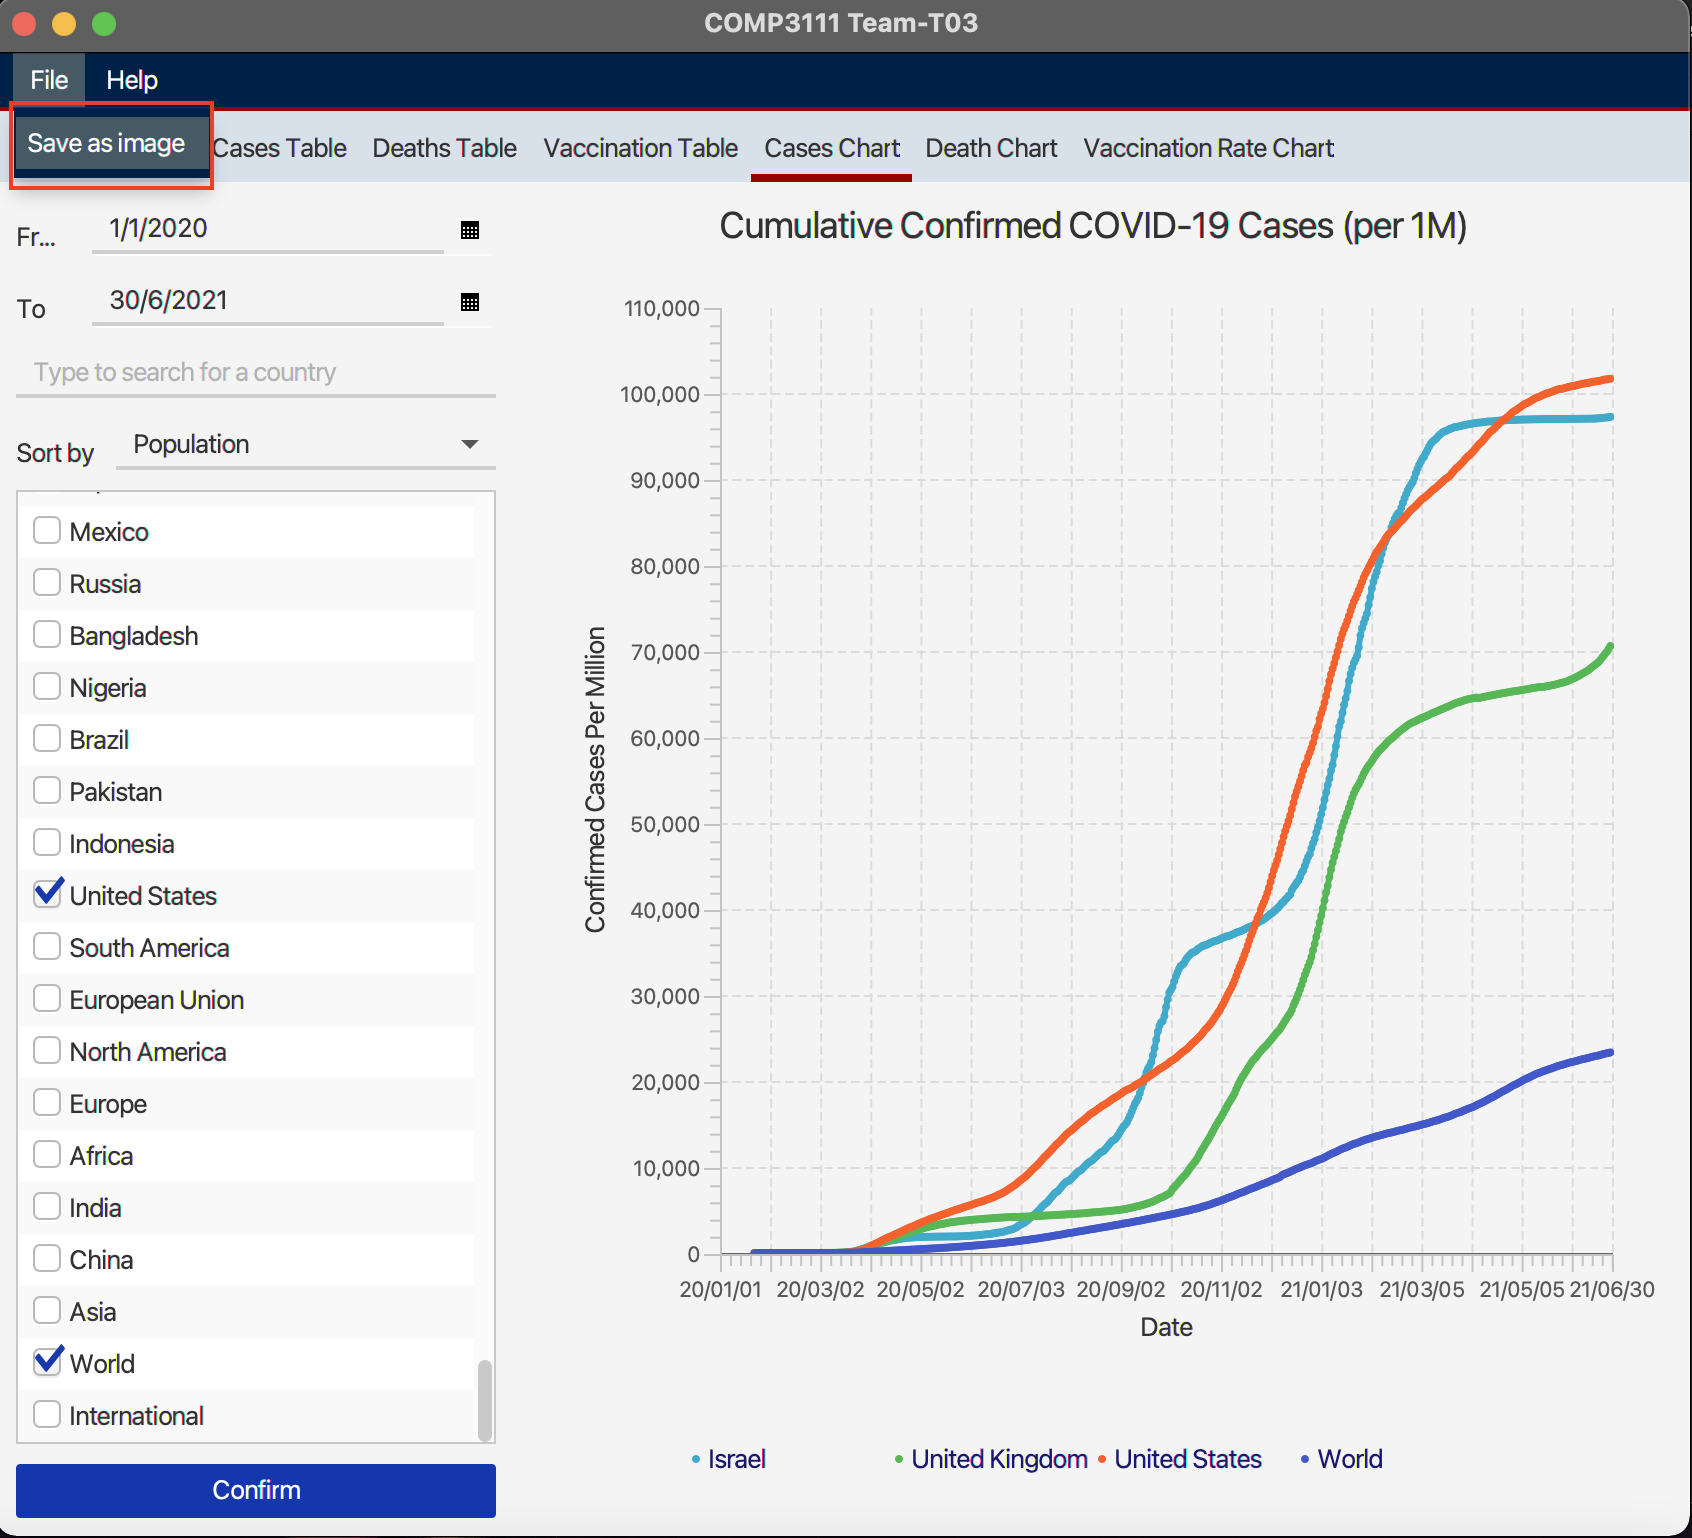 COMP3111 Team-T03
File Help
Save as image
Cases Table Deaths Table Vaccination Table Cases Chart Death Chart Vaccination Rate Chart
Fr... 1/1/2020
To 30/6/2021
Type to search for a country
Sort by Population
Mexico
Russia
Bangladesh
Nigeria
Brazil
Pakistan
Indonesia
United States
South America
European Union
North America
Europe
Africa
India
China
Asia
World
International
Confirm
Cumulative Confirmed COVID-19 Cases (per 1M)
Confirmed Cases Per Million
110,000
100,000
90,000
80,000
70,000
60,000
50,000
40,000
30,000
20,000
10,000
0
20/01/01 20/03/02 20/05/02 20/07/03 20/09/02 20/11/02 21/01/03 21/03/05 21/05/05 21/06/30
Date
Israel United Kingdom United States World